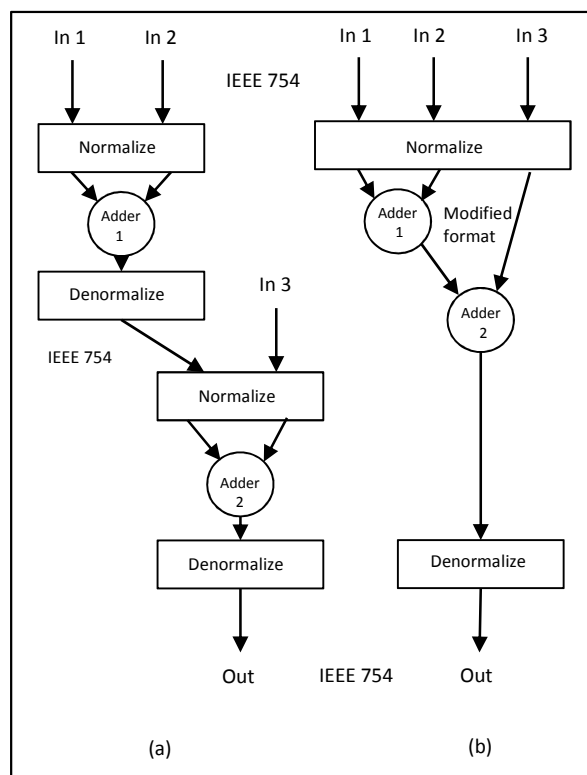 In 1
In 2
IEEE 754
Normalize
Adder
1
Denormalize
In 3
IEEE 754
Normalize
Adder
2
Denormalize
Out
(a)
In 1
In 2
In 3
Normalize
Adder
1
Modified
format
Adder
2
Denormalize
IEEE 754
Out
(b)